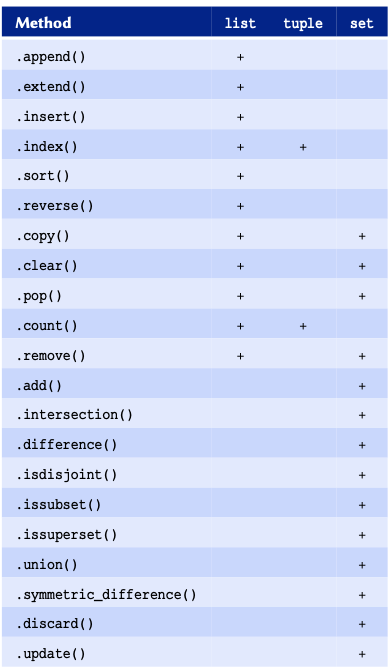 Method list tuple set
.append() +
.extend() +
.insert() +
.index() + +
.sort() +
.reverse() +
.copy() + +
.clear() + +
.pop() + +
.count() + +
.remove() + +
.add() +
.intersection() +
.difference() +
.isdisjoint() +
.issubset() +
.issuperset() +
.union() +
.symmetric_difference() +
.discard() +
.update() +